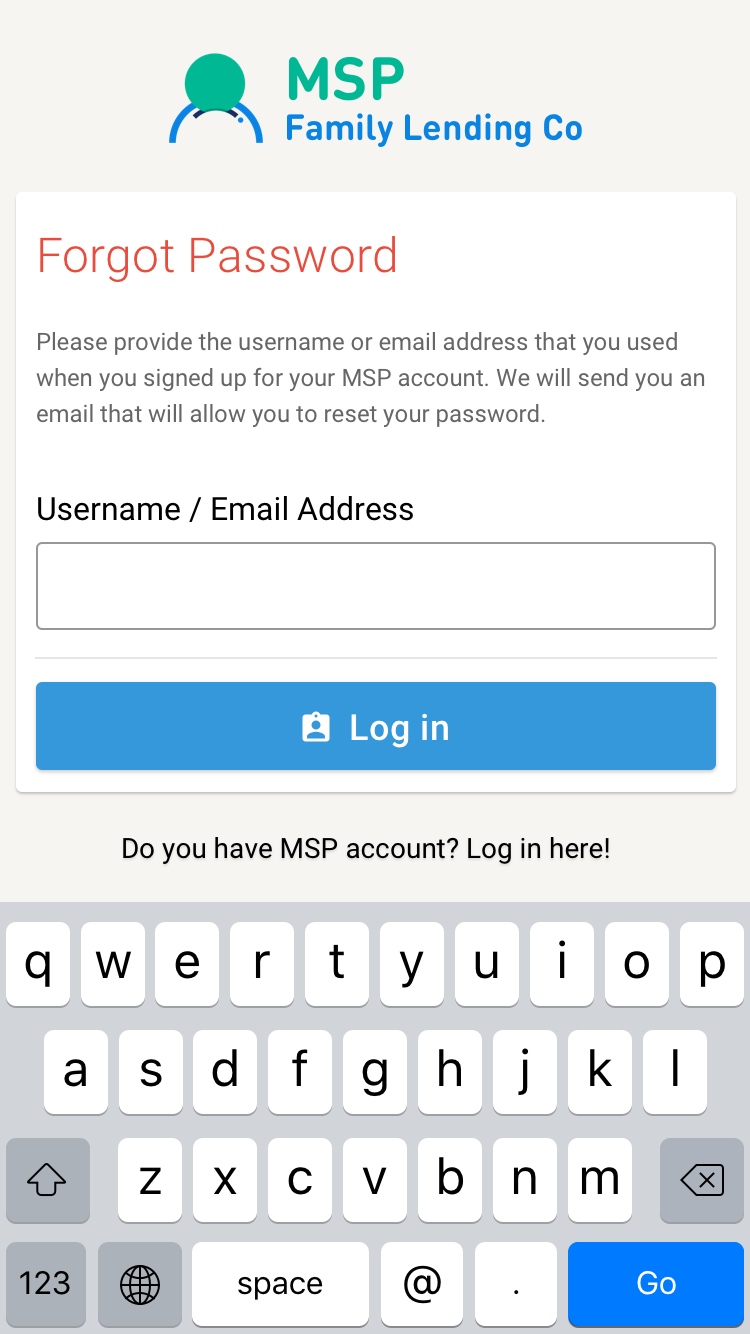 MSP
Family Lending Co
Forgot Password
Please provide the username or email address that you used
when you signed up for your MSP account. We will send you an
email that will allow you to reset your password.
Username / Email Address
Log in
Do you have MSP account? Log in here!
q w e r t y u i o p
a s d f g h j k l
z x c v b n m
123 space @ . Go